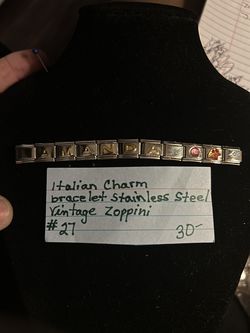 AMANDA
Italian Charm
bracelet Stainless Steel
Vintage Zoppini
#27 30-